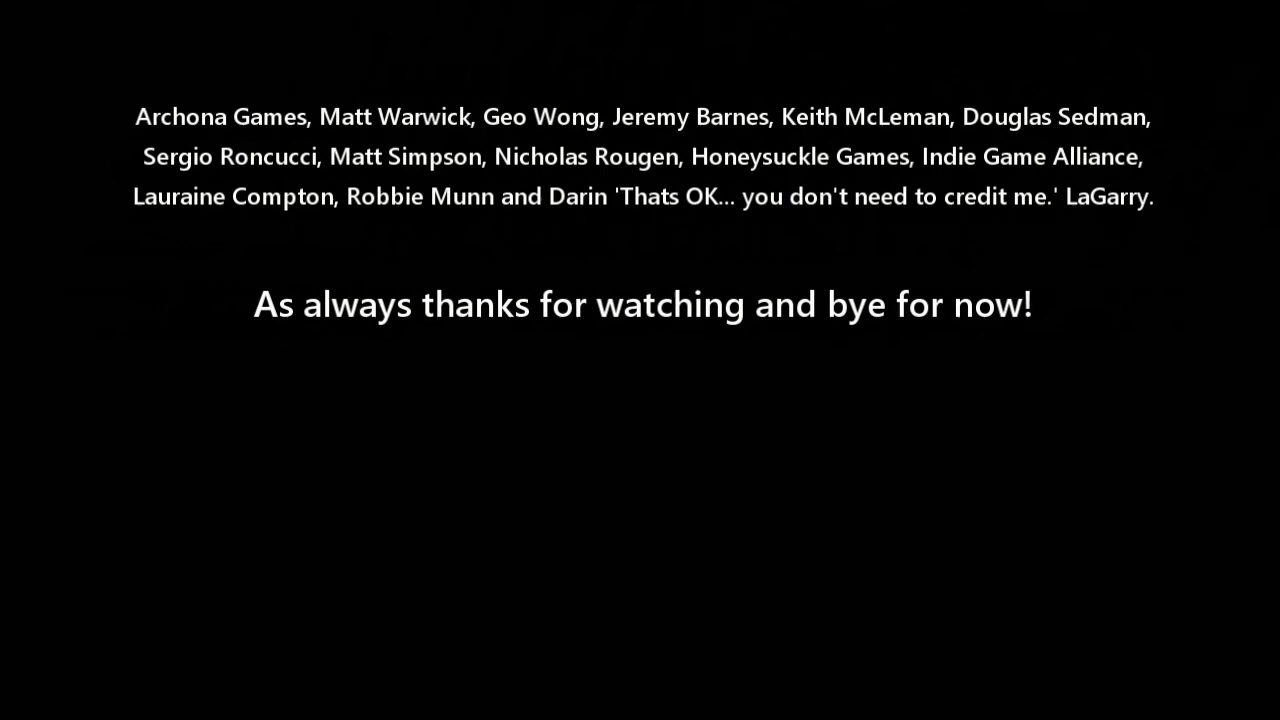 Archona Games, Matt Warwick, Geo Wong, Jeremy Barnes, Keith McLeman, Douglas Sedman,
Sergio Roncucci, Matt Simpson, Nicholas Rougen, Honeysuckle Games, Indie Game Alliance,
Lauraine Compton, Robbie Munn and Darin 'Thats OK... you don't need to credit me.' LaGarry.
As always thanks for watching and bye for now!